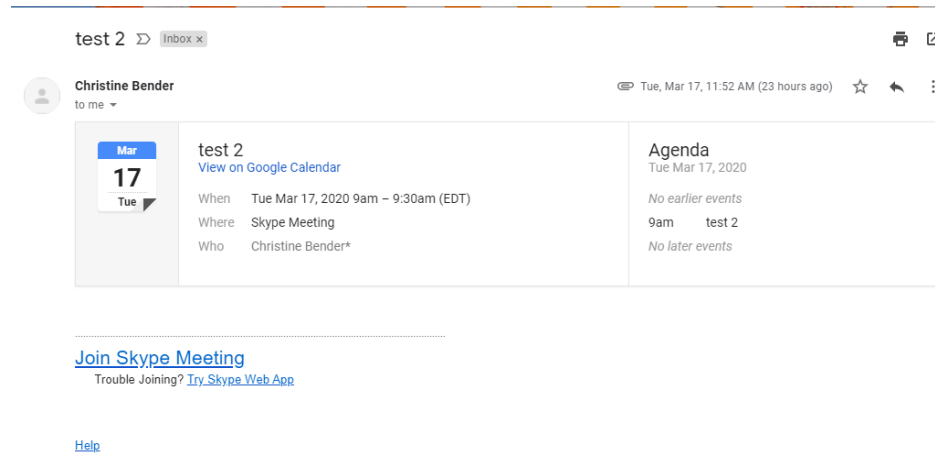 test 2 Inbox ×
Christine Bender
Tue, Mar 17, 11:52 AM (23 hours ago)
to me
Mar
17
Tue
test 2
View on Google Calendar
When Tue Mar 17, 2020 9am – 9:30am (EDT)
Where Skype Meeting
Who Christine Bender*
Agenda
Tue Mar 17, 2020
No earlier events
9am test 2
No later events
Join Skype Meeting
Trouble Joining? Try Skype Web App
Help